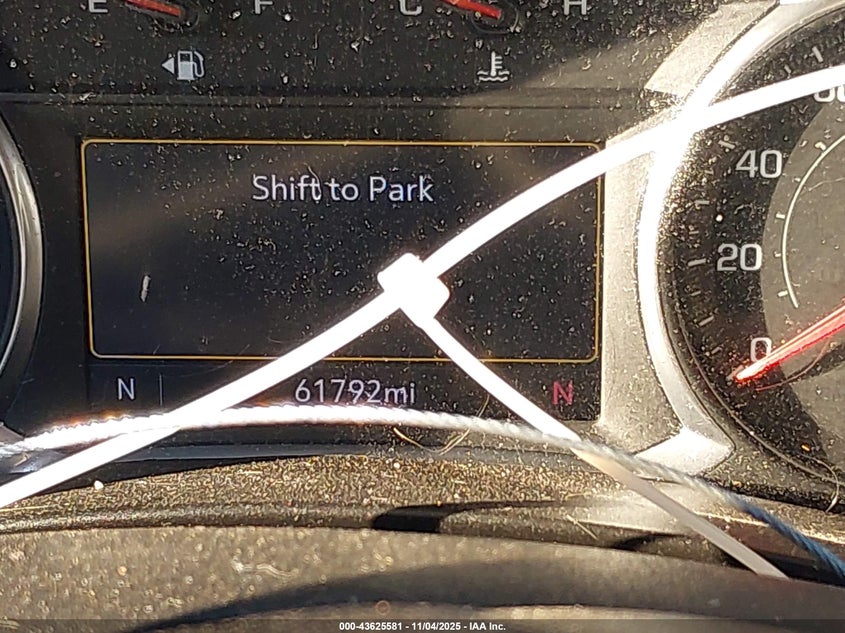 E F C H
Shift to Park
40
20
0
N 61792mi N
000-43625581 - 11/04/2025 - IAA Inc.